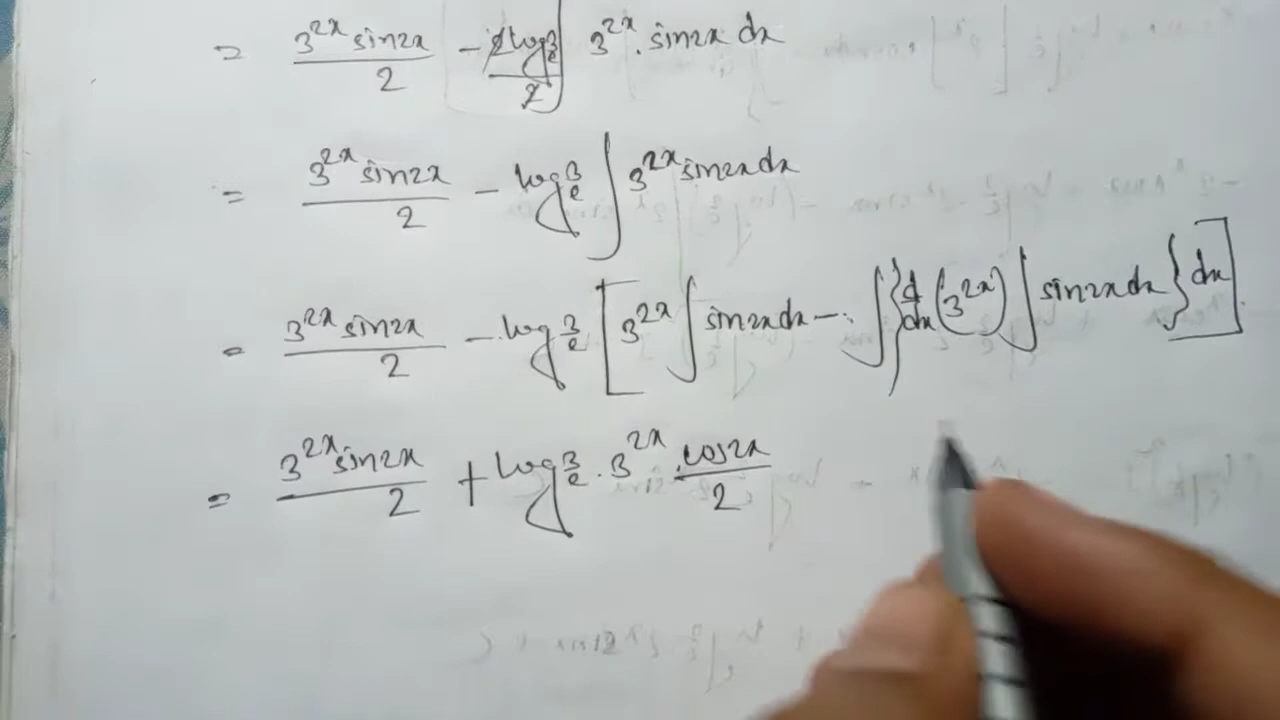 = 3^{2x} sin2x / 2 - 2log_e 3 / 2 ∫ 3^{2x} . sin2x dx
= 3^{2x} sin2x / 2 - log_e 3 ∫ 3^{2x} sin2x dx
= 3^{2x} sin2x / 2 - log_e 3 [ 3^{2x} ∫ sin2x dx - ∫ { d/dx (3^{2x}) ∫ sin2x dx } dx ]
= 3^{2x} sin2x / 2 + log_e 3 . 3^{2x} . cos2x / 2